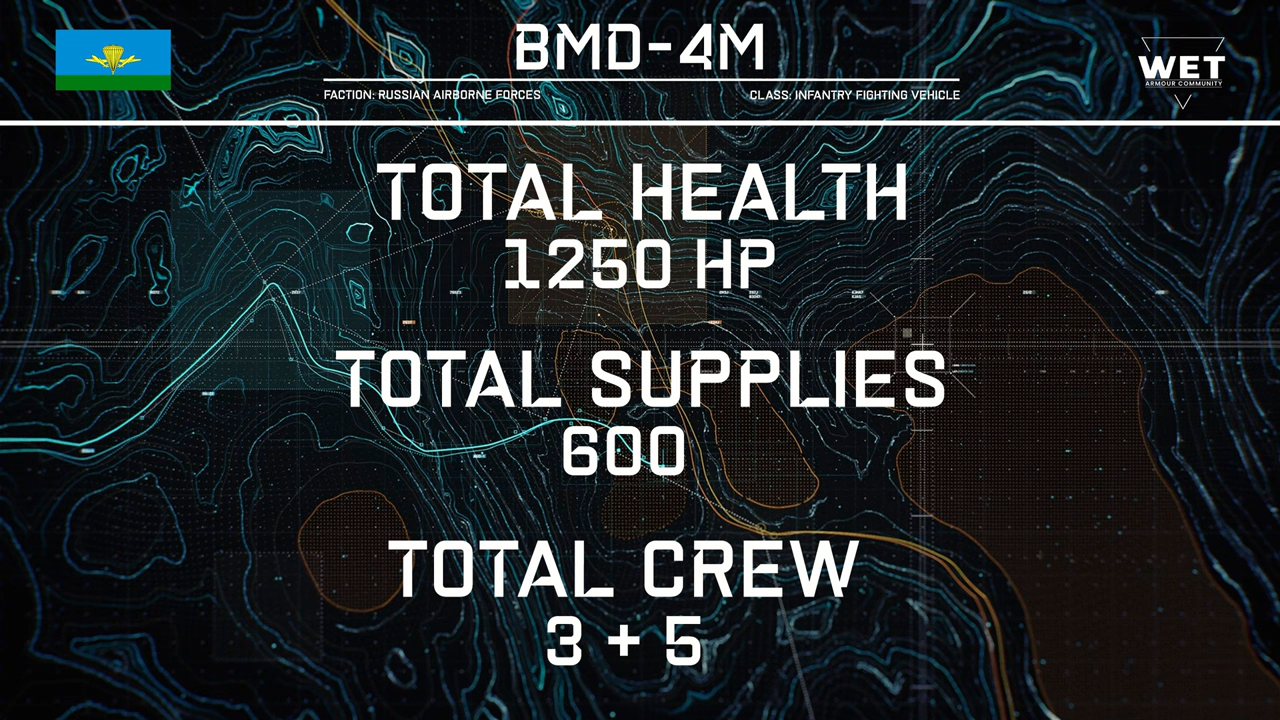 BMD-4M
FACTION: RUSSIAN AIRBORNE FORCES
CLASS: INFANTRY FIGHTING VEHICLE
WET
ARMOUR COMMUNITY
TOTAL HEALTH
1250 HP
TOTAL SUPPLIES
600
TOTAL CREW
3 + 5